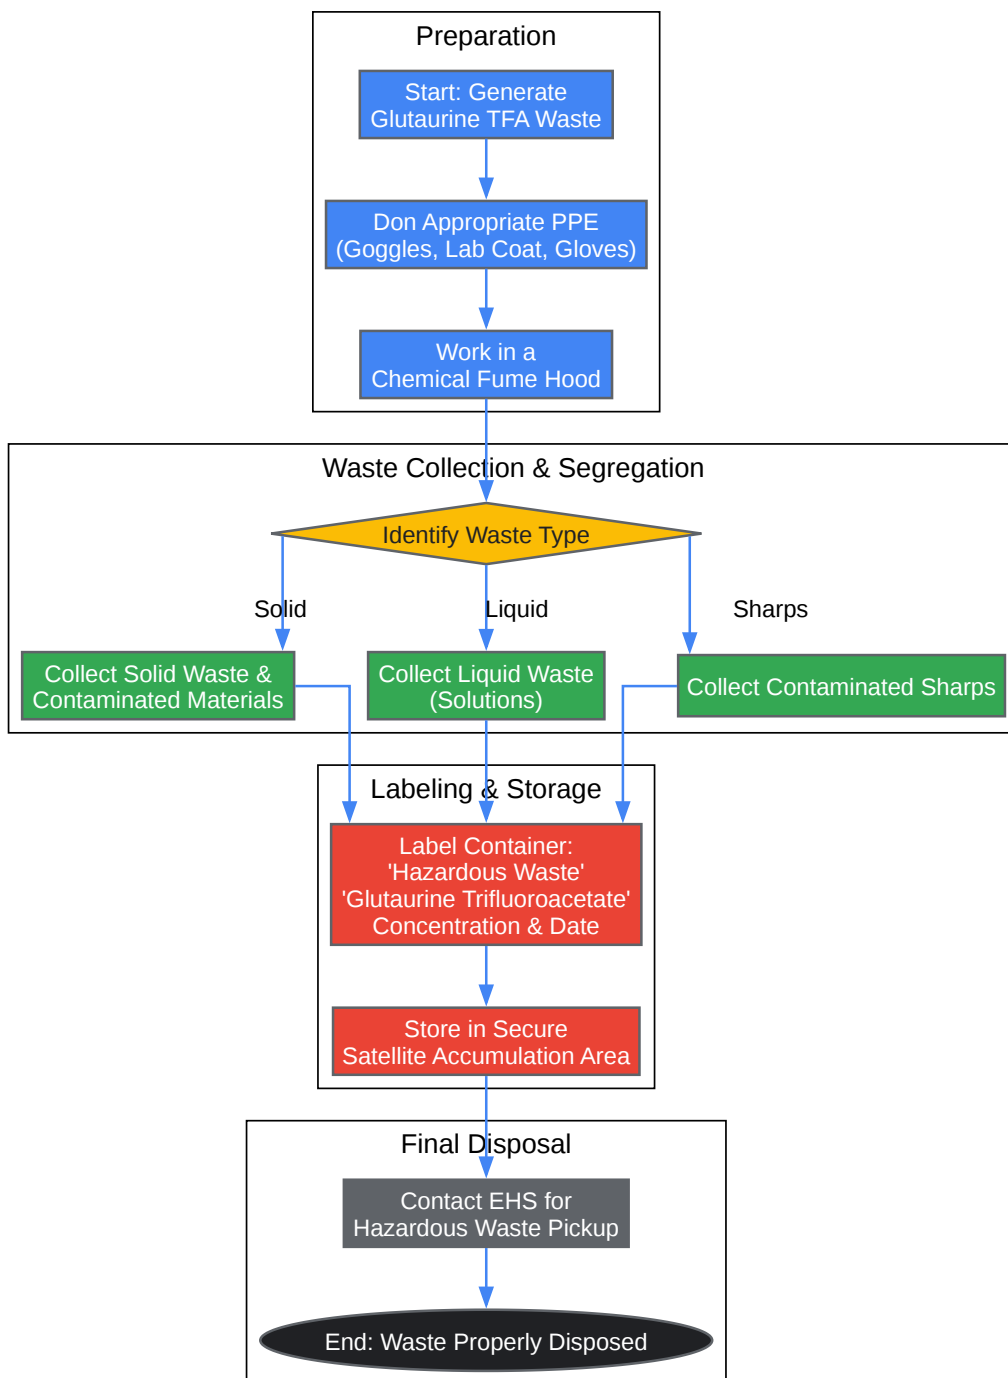 Preparation
Start: Generate
Glutaurine TFA Waste
Don Appropriate PPE
(Goggles, Lab Coat, Gloves)
Work in a
Chemical Fume Hood
Waste Collection & Segregation
Identify Waste Type
Solid
Liquid
Sharps
Collect Solid Waste &
Contaminated Materials
Collect Liquid Waste
(Solutions)
Collect Contaminated Sharps
Labeling & Storage
Label Container:
'Hazardous Waste'
'Glutaurine Trifluoroacetate'
Concentration & Date
Store in Secure
Satellite Accumulation Area
Final Disposal
Contact EHS for
Hazardous Waste Pickup
End: Waste Properly Disposed